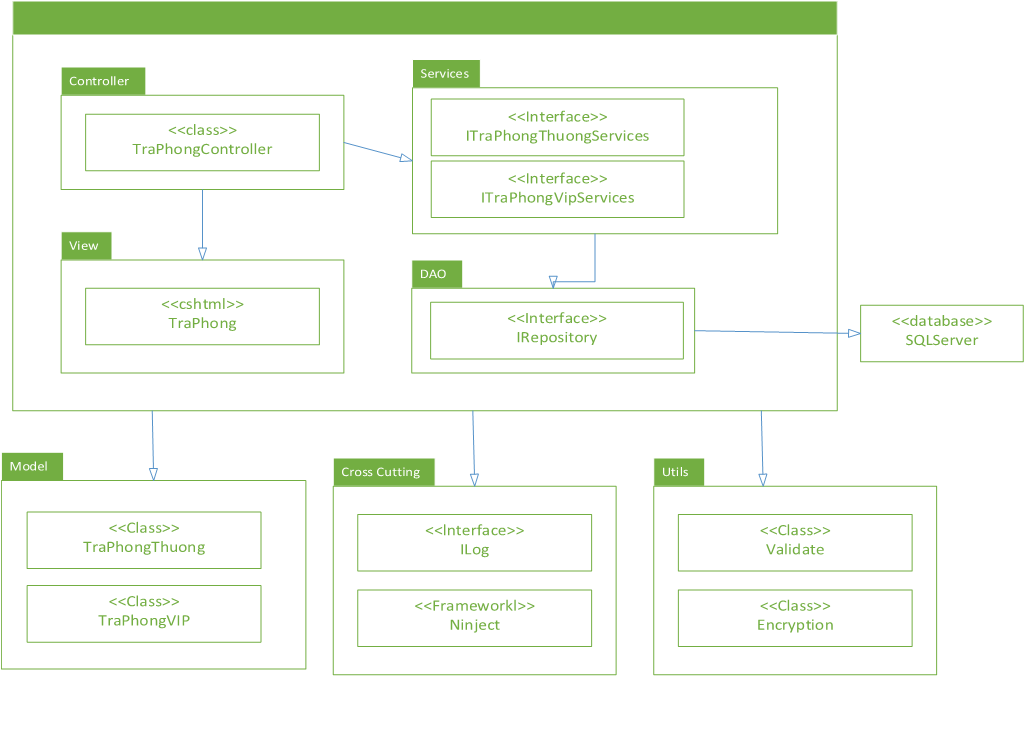 Controller
<<class>>
TraPhongController
Services
<<Interface>>
ITraPhongThuongServices
<<Interface>>
ITraPhongVipServices
View
<<cshtml>>
TraPhong
DAO
<<Interface>>
IRepository
<<database>>
SQLServer
Model
<<Class>>
TraPhongThuong
<<Class>>
TraPhongVIP
Cross Cutting
<<Interface>>
ILog
<<Frameworkl>>
Ninject
Utils
<<Class>>
Validate
<<Class>>
Encryption